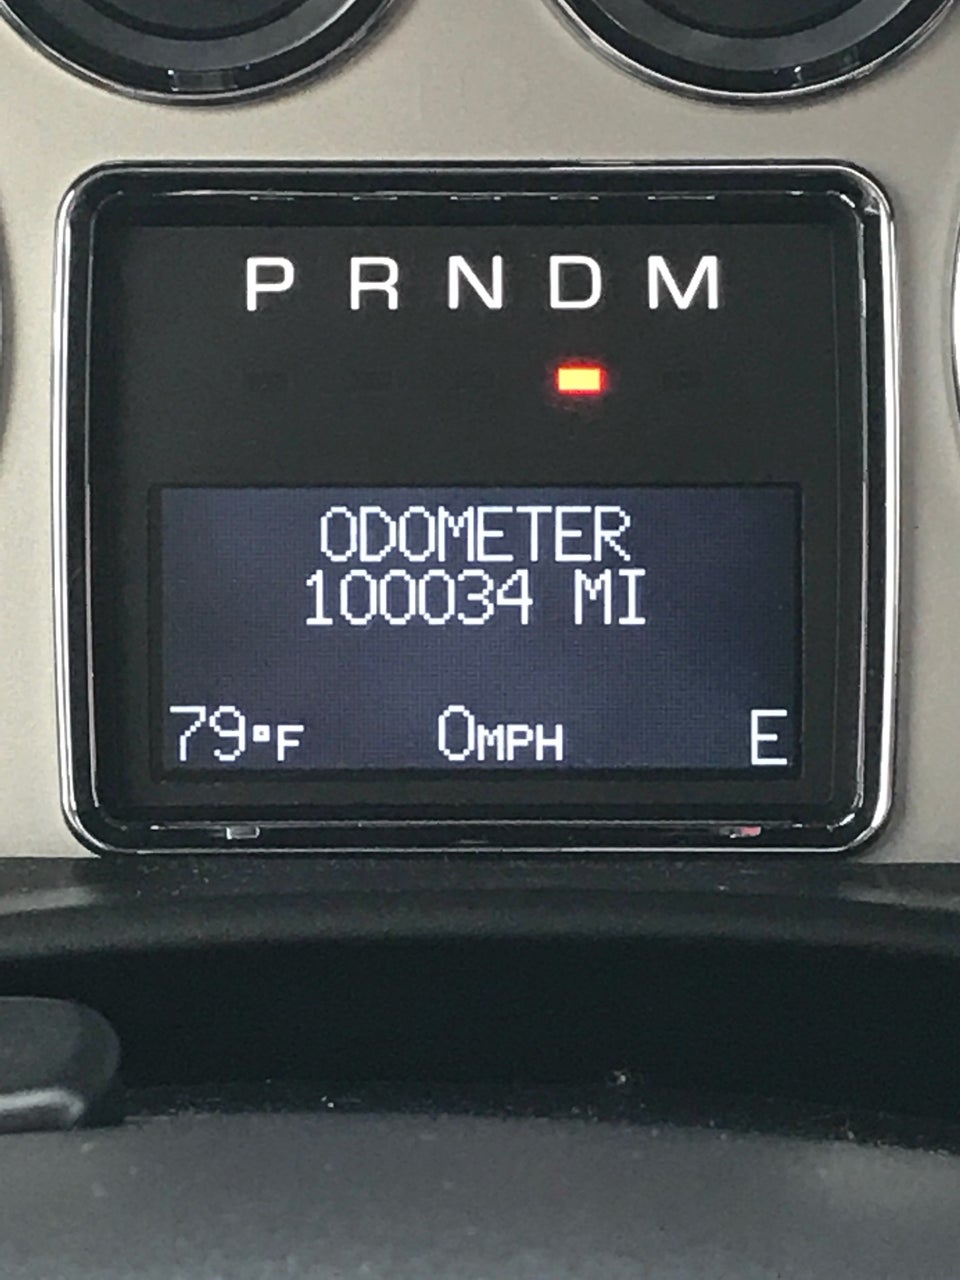 P R N D M
ODOMETER
100034 MI
79°F 0MPH E